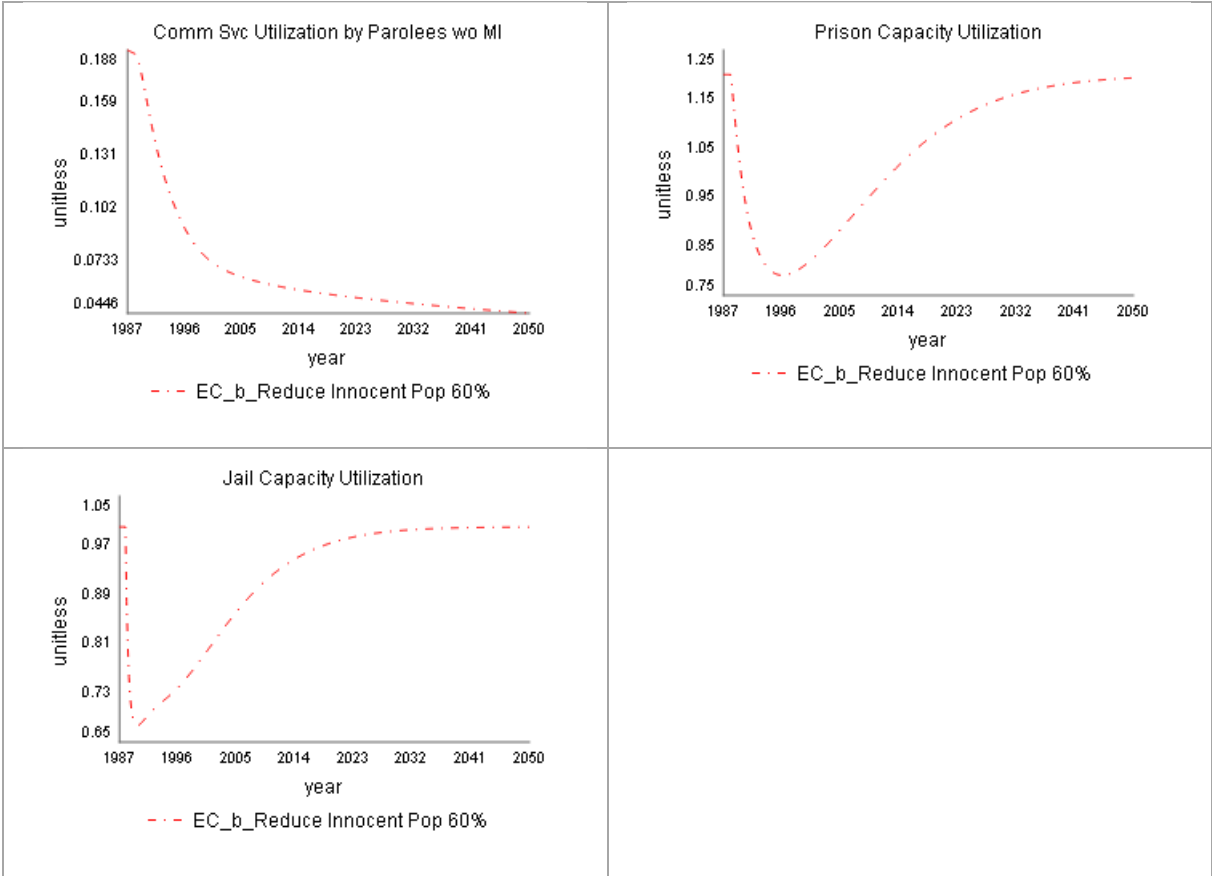 Comm Svc Utilization by Parolees wo MI
0.188
0.159
0.131
0.102
0.0733
0.0446
unitless
1987 1996 2005 2014 2023 2032 2041 2050
year
EC_b_Reduce Innocent Pop 60%
Prison Capacity Utilization
1.25
1.15
1.05
0.95
0.85
0.75
unitless
1987 1996 2005 2014 2023 2032 2041 2050
year
EC_b_Reduce Innocent Pop 60%
Jail Capacity Utilization
1.05
0.97
0.89
0.81
0.73
0.65
unitless
1987 1996 2005 2014 2023 2032 2041 2050
year
EC_b_Reduce Innocent Pop 60%